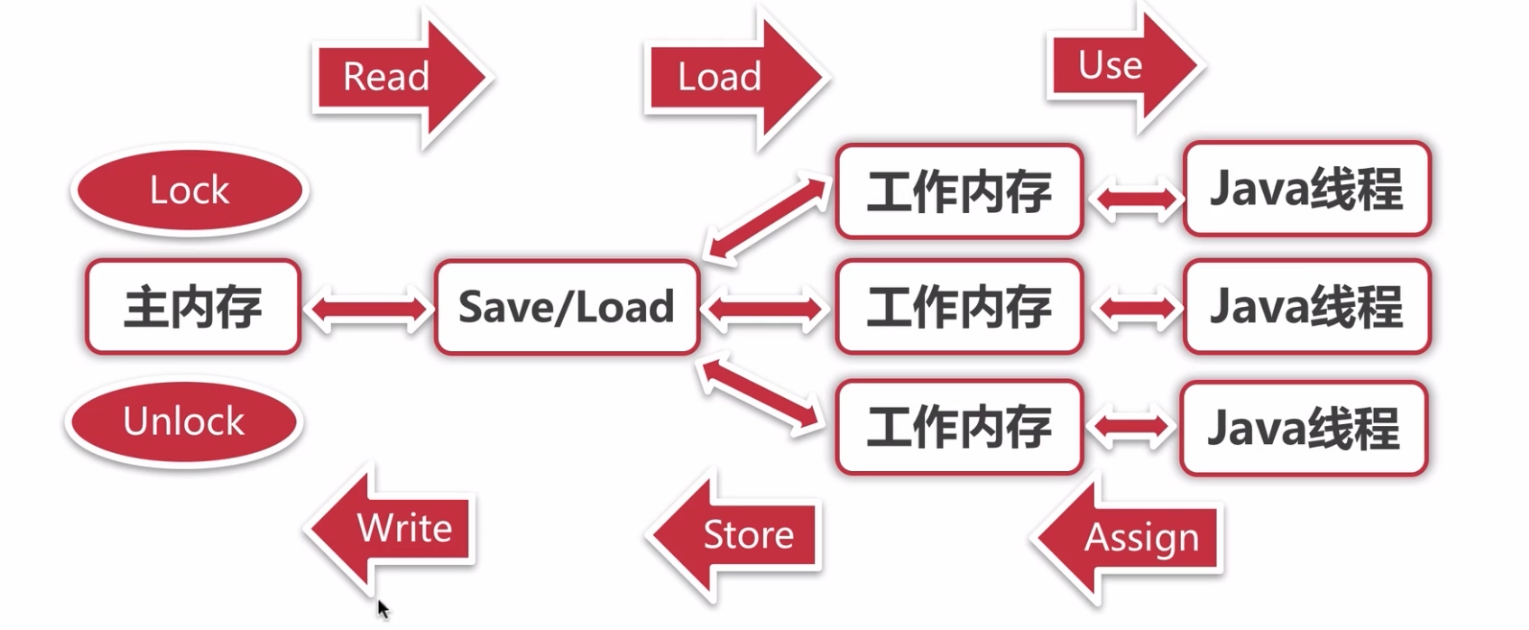 Read
Load
Use
Lock
工作内存
Java线程
主内存
Save/Load
工作内存
Java线程
Unlock
工作内存
Java线程
Write
Store
Assign